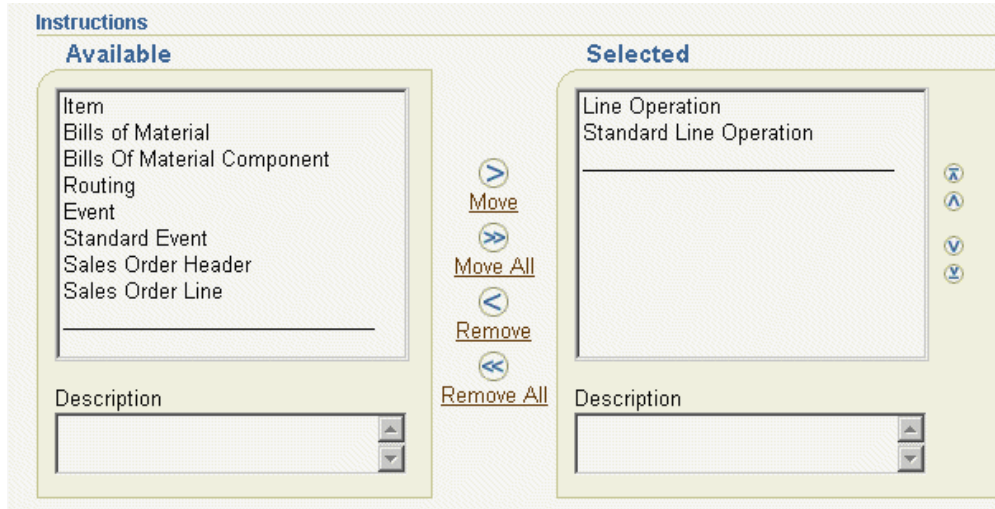 Instructions
Available
Item
Bills of Material
Bills Of Material Component
Routing
Event
Standard Event
Sales Order Header
Sales Order Line
Description
Move
Move All
Remove
Remove All
Selected
Line Operation
Standard Line Operation
Description